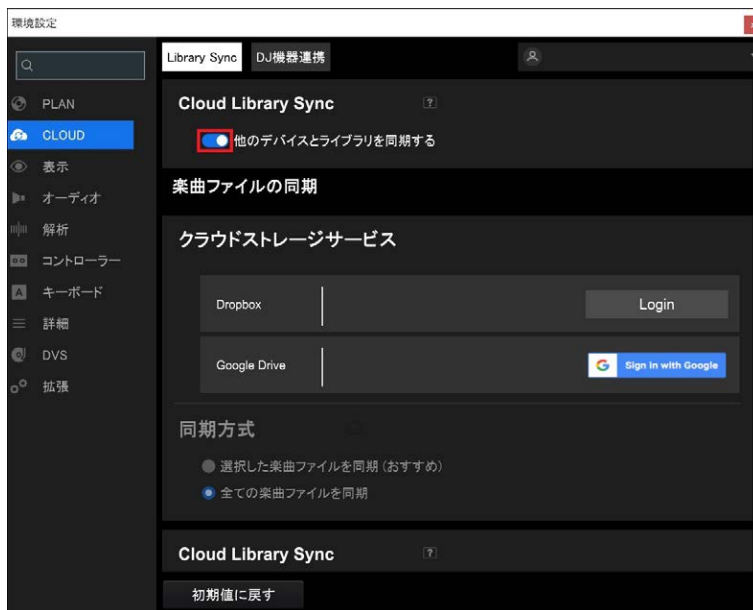 環境設定
Library Sync
DJ機器連携
PLAN
CLOUD
表示
オーディオ
解析
コントローラー
A キーボード
詳細
DVS
拡張
Cloud Library Sync ?
他のデバイスとライブラリを同期する
楽曲ファイルの同期
クラウドストレージサービス
Dropbox
Login
Google Drive
G Sign in with Google
同期方式
選択した楽曲ファイルを同期 (おすすめ)
全ての楽曲ファイルを同期
Cloud Library Sync ?
初期値に戻す